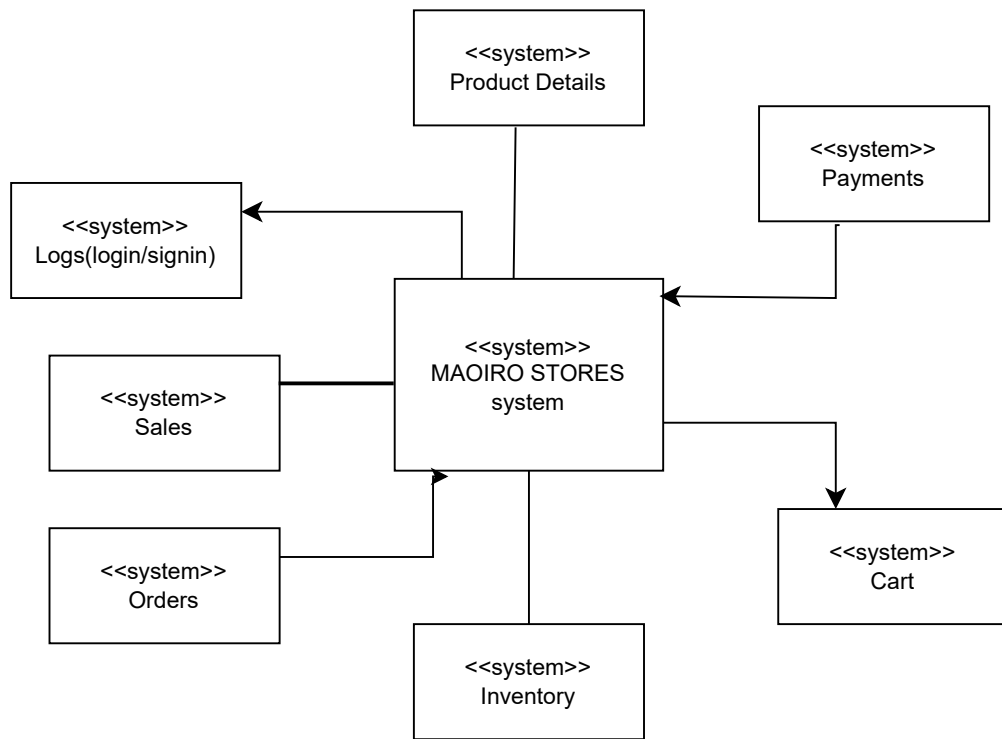 <<system>>
Product Details
<<system>>
Payments
<<system>>
Logs(login/signin)
<<system>>
MAOIRO STORES
system
<<system>>
Sales
<<system>>
Orders
<<system>>
Cart
<<system>>
Inventory